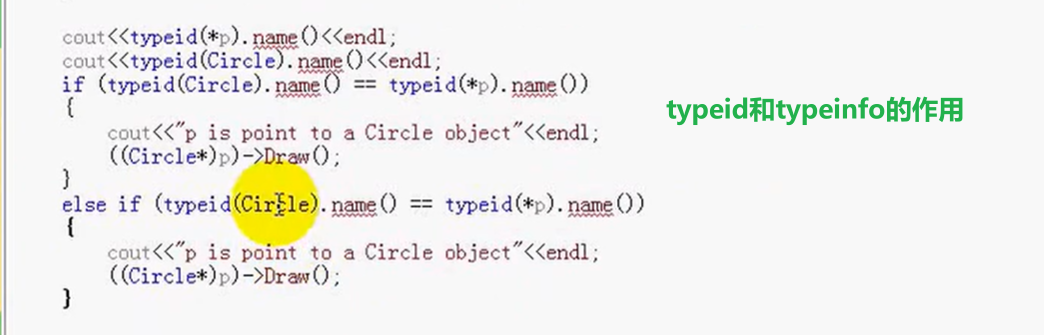 cout<<typeid(*p).name()<<endl;
cout<<typeid(Circle).name()<<endl;
if (typeid(Circle).name() == typeid(*p).name())
{
cout<<"p is point to a Circle object"<<endl;
((Circle*)p)->Draw();
}
else if (typeid(Circle).name() == typeid(*p).name())
{
cout<<"p is point to a Circle object"<<endl;
((Circle*)p)->Draw();
}
typeid和typeinfo的作用